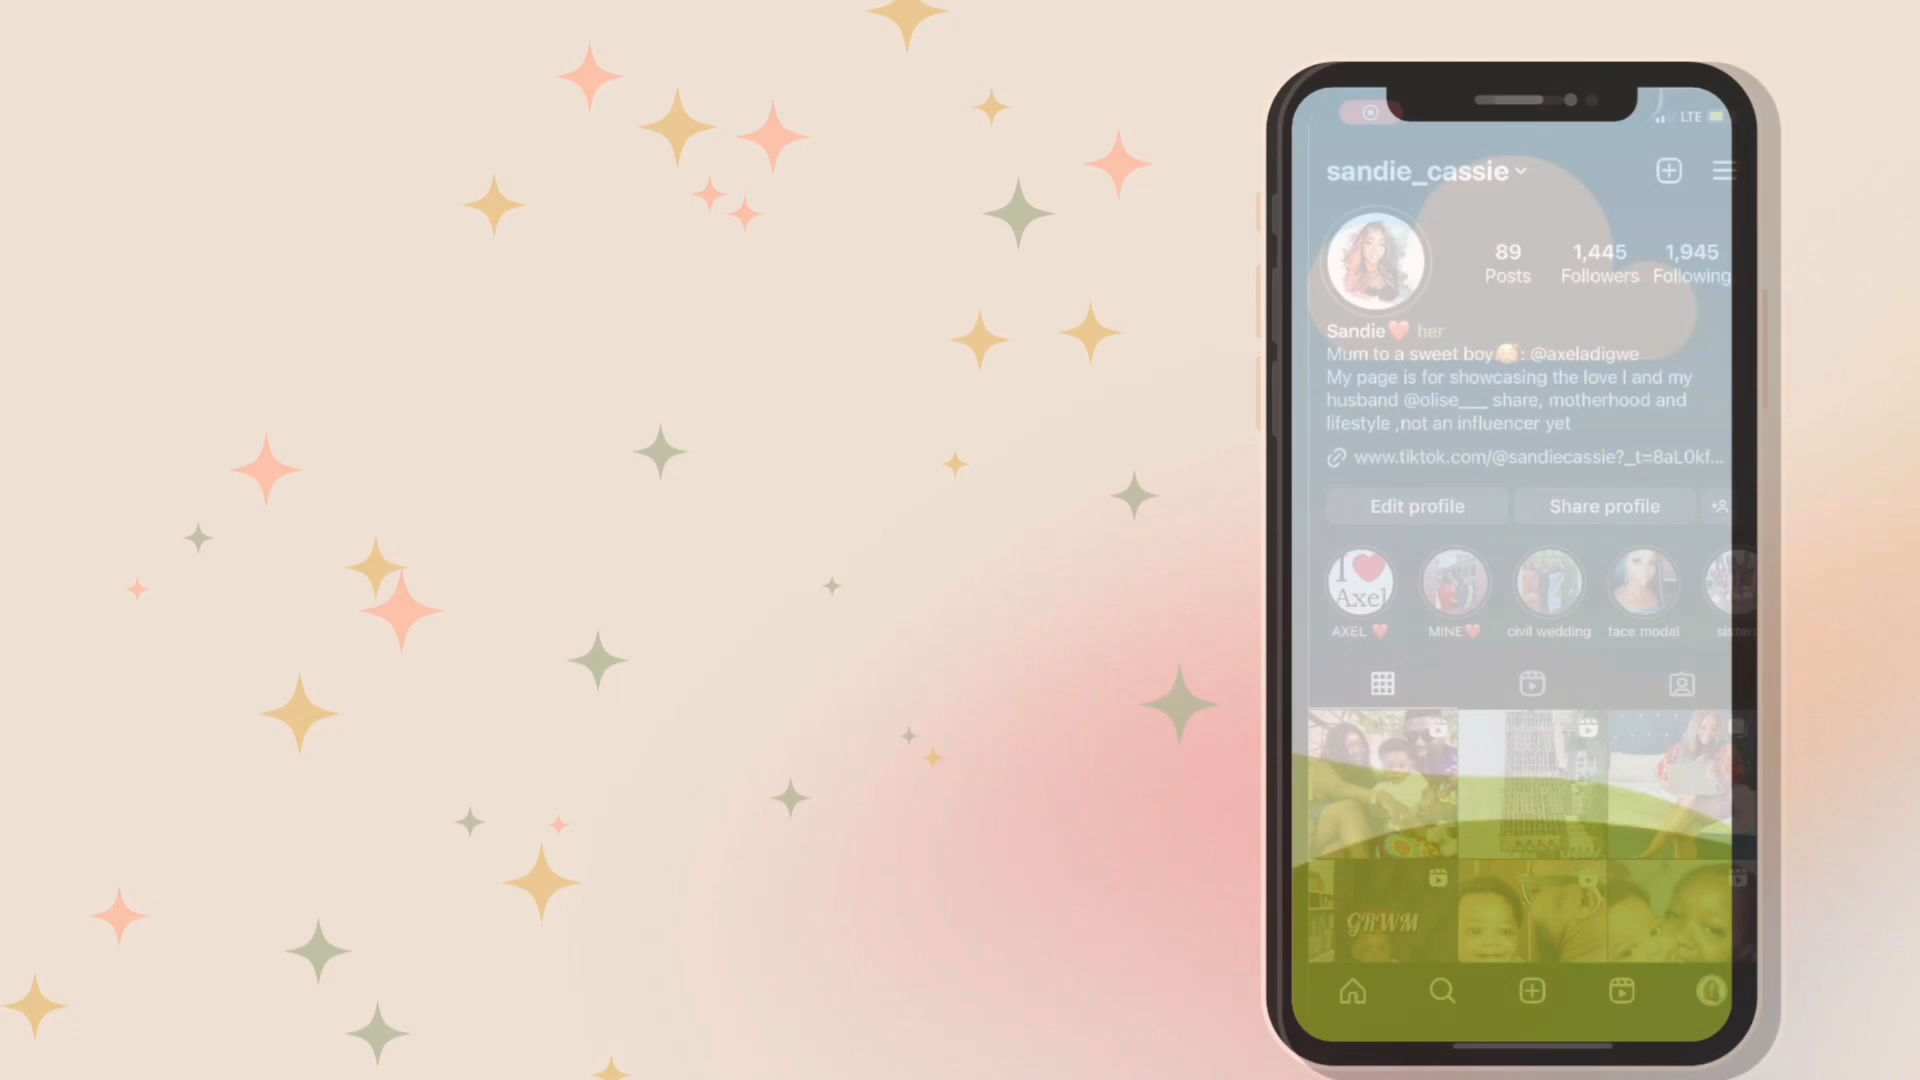 LTE
sandie_cassie
89 1,445 1,945
Posts Followers Following
Sandie❤️ her
Mum to a sweet boy🥰: @axeladigwe
My page is for showcasing the love I and my
husband @olise___ share, motherhood and
lifestyle ,not an influencer yet
www.tiktok.com/@sandiecassie?_t=8aL0kf...
Edit profile Share profile
I ❤️
Axel
AXEL ❤️ MINE❤️ civil wedding face model
GRWM